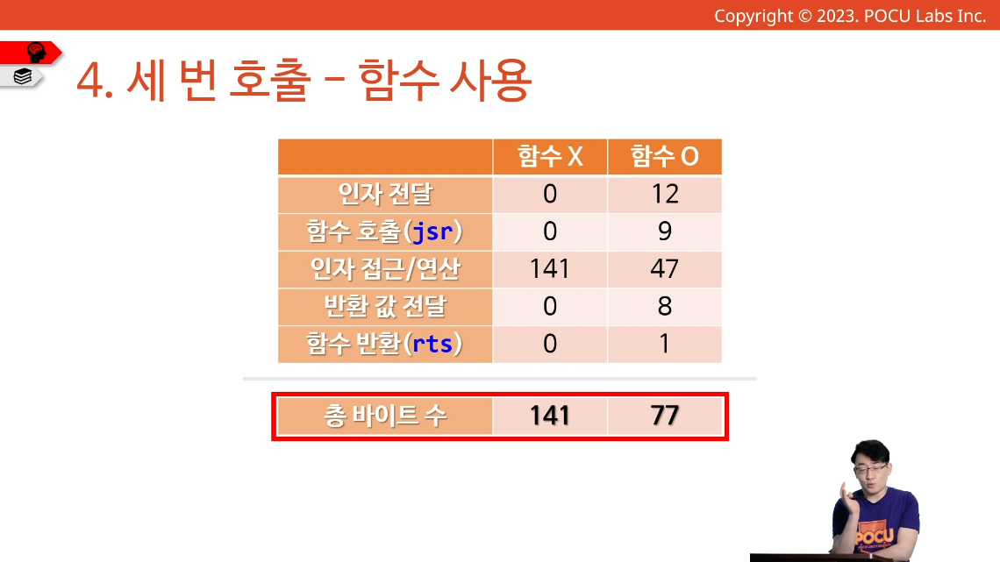 Copyright © 2023. POCU Labs Inc.
4. 세 번 호출 – 함수 사용
함수 X 함수 O
인자 전달 0 12
함수 호출(jsr) 0 9
인자 접근/연산 141 47
반환 값 전달 0 8
함수 반환(rts) 0 1
총 바이트 수 141 77
POCU